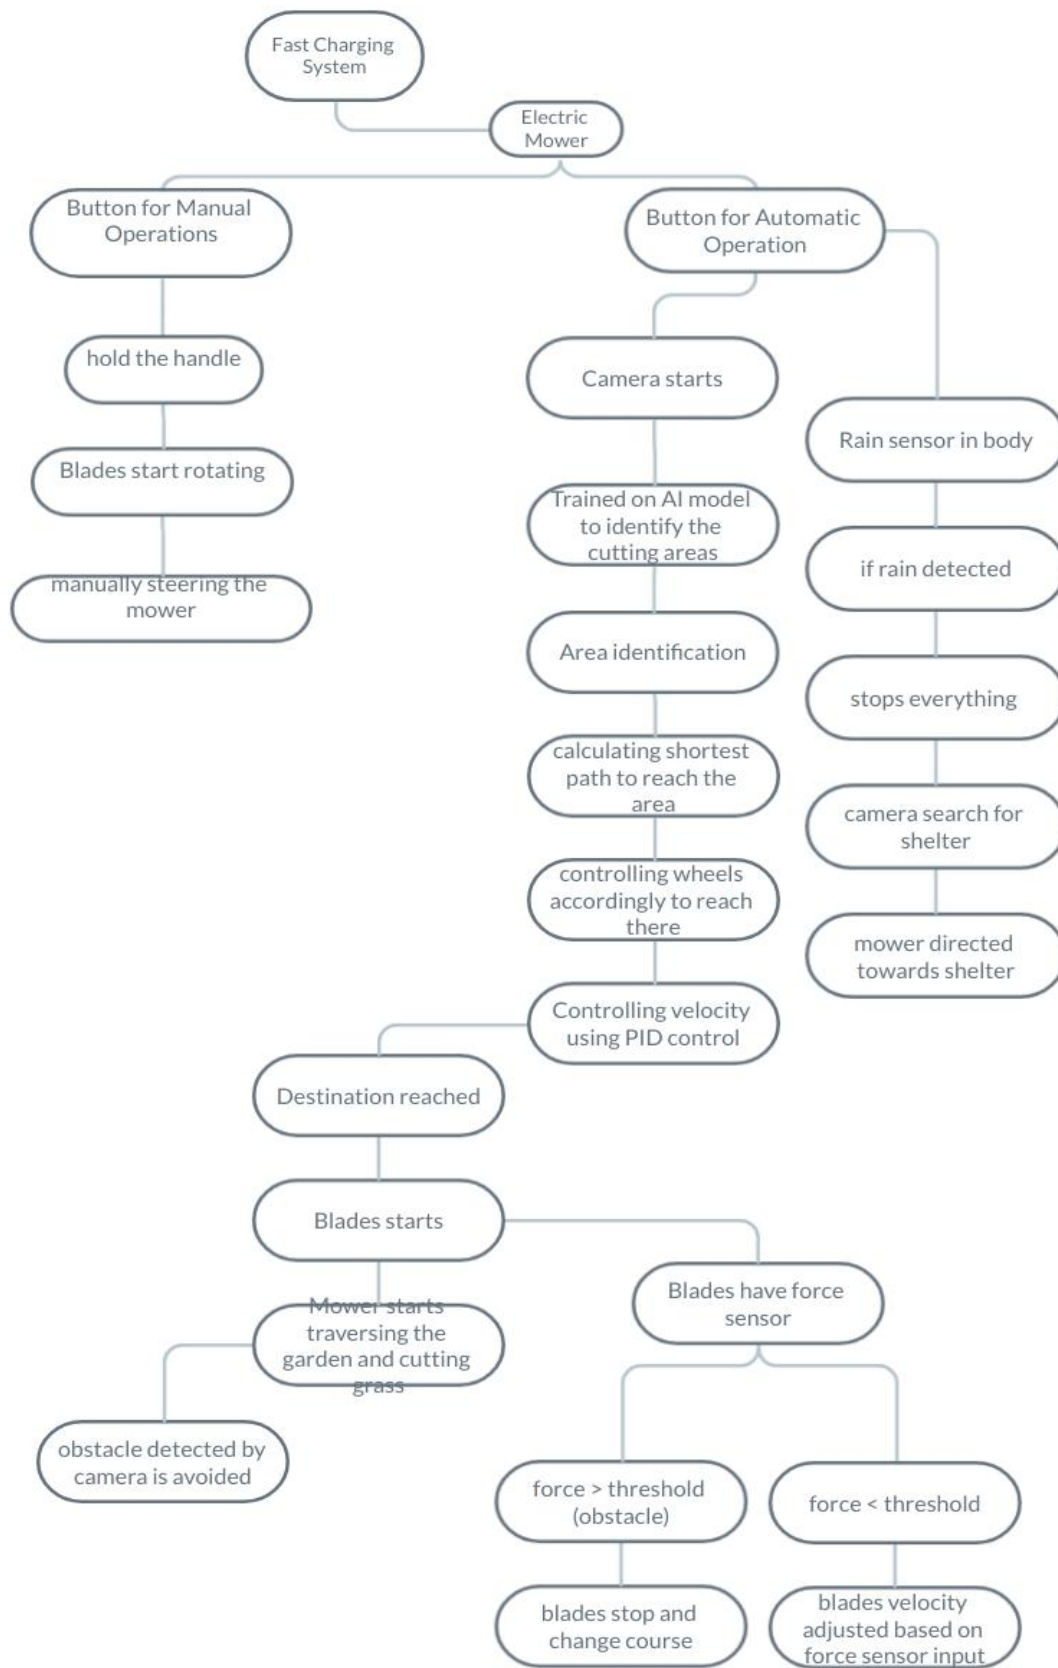 Fast Charging
System
Electric
Mower
Button for Manual
Operations
Button for Automatic
Operation
hold the handle
Camera starts
Rain sensor in body
Blades start rotating
Trained on AI model
to identify the
cutting areas
if rain detected
manually steering the
mower
Area identification
stops everything
calculating shortest
path to reach the
area
camera search for
shelter
controlling wheels
accordingly to reach
there
mower directed
towards shelter
Controlling velocity
using PID control
Destination reached
Blades starts
Blades have force
sensor
Mower starts
traversing the
garden and cutting
grass
obstacle detected by
camera is avoided
force > threshold
(obstacle)
force < threshold
blades stop and
change course
blades velocity
adjusted based on
force sensor input